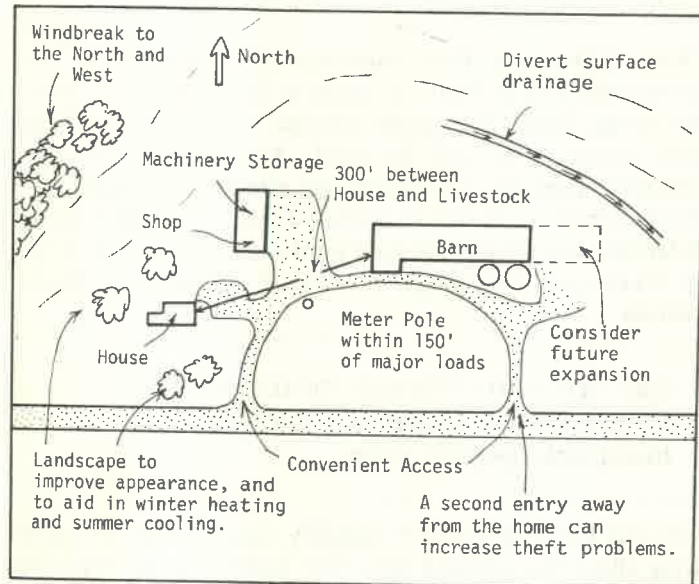 Windbreak to
the North and
West
North
Divert surface
drainage
Machinery Storage
300' between
House and Livestock
Shop
Barn
House
Meter Pole
within 150'
of major loads
Consider
future
expansion
Landscape to
improve appearance, and
to aid in winter heating
and summer cooling.
Convenient Access
A second entry away
from the home can
increase theft problems.